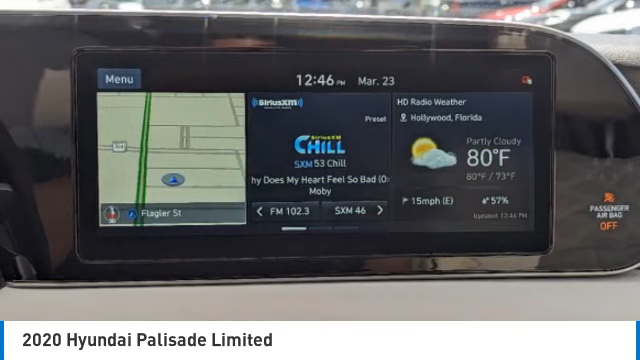 Menu
12:46 PM Mar. 23
SiriusXM
Preset
SiriusXM
CHILL
SXM 53 Chill
hy Does My Heart Feel So Bad (O
Moby
FM 102.3
SXM 46
Flagler St
HD Radio Weather
Hollywood, Florida
Partly Cloudy
80°F
80°F / 73°F
15mph (E)
57%
Updated: 12:46 PM
PASSENGER
AIR BAG
OFF
2020 Hyundai Palisade Limited